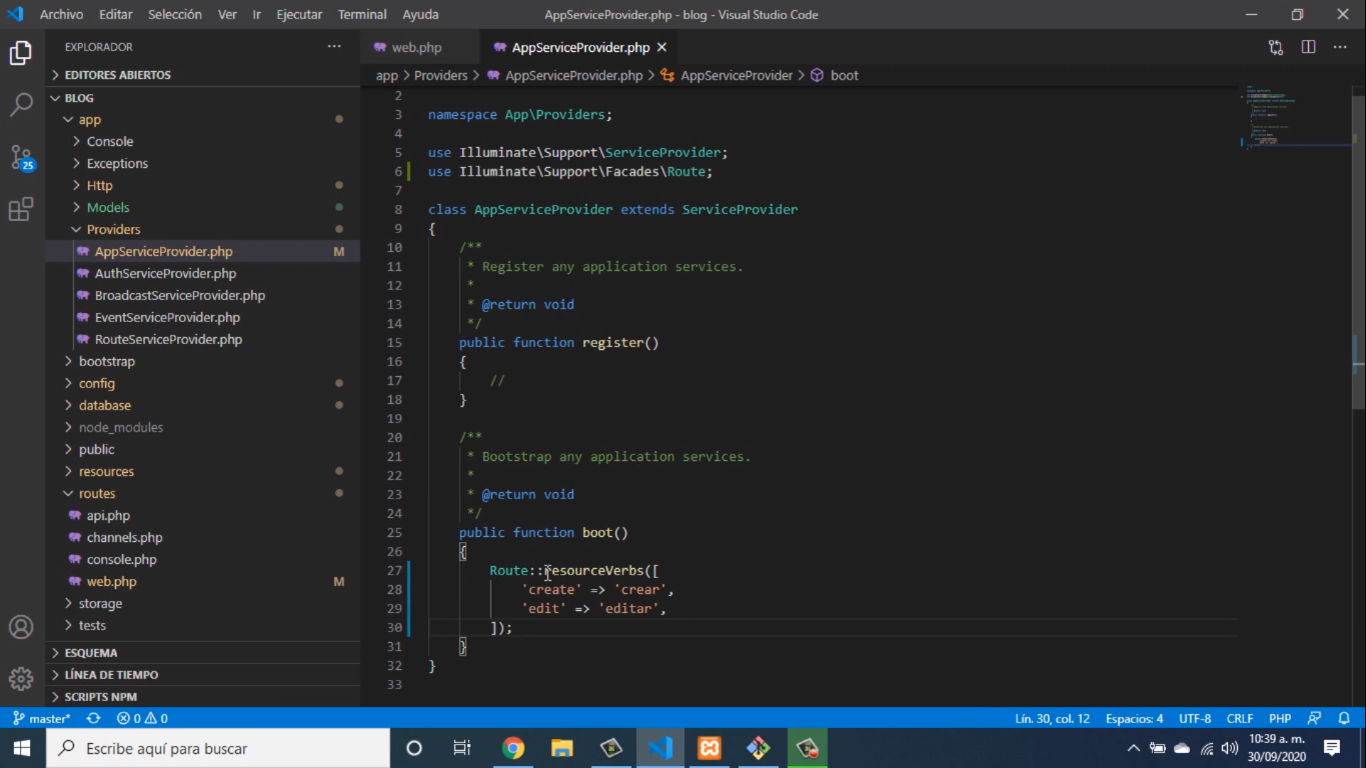 Archivo Editar Selección Ver Ir Ejecutar Terminal Ayuda AppServiceProvider.php - blog - Visual Studio Code
EXPLORADOR ···
EDITORES ABIERTOS
BLOG
app
Console
Exceptions
Http
Models
Providers
AppServiceProvider.php M
AuthServiceProvider.php
BroadcastServiceProvider.php
EventServiceProvider.php
RouteServiceProvider.php
bootstrap
config
database
node_modules
public
resources
routes
api.php
channels.php
console.php
web.php M
storage
tests
ESQUEMA
LÍNEA DE TIEMPO
SCRIPTS NPM
25
web.php AppServiceProvider.php
app > Providers > AppServiceProvider.php > AppServiceProvider > boot
2
3 namespace App\Providers;
4
5 use Illuminate\Support\ServiceProvider;
6 use Illuminate\Support\Facades\Route;
7
8 class AppServiceProvider extends ServiceProvider
9 {
10 /**
11 * Register any application services.
12 *
13 * @return void
14 */
15 public function register()
16 {
17 //
18 }
19
20 /**
21 * Bootstrap any application services.
22 *
23 * @return void
24 */
25 public function boot()
26 {
27 Route::resourceVerbs([
28 'create' => 'crear',
29 'edit' => 'editar',
30 ]);
31 }
32 }
33
master* 0 0 Lín. 30, col. 12 Espacios: 4 UTF-8 CRLF PHP
Escribe aquí para buscar
10:39 a. m.
30/09/2020